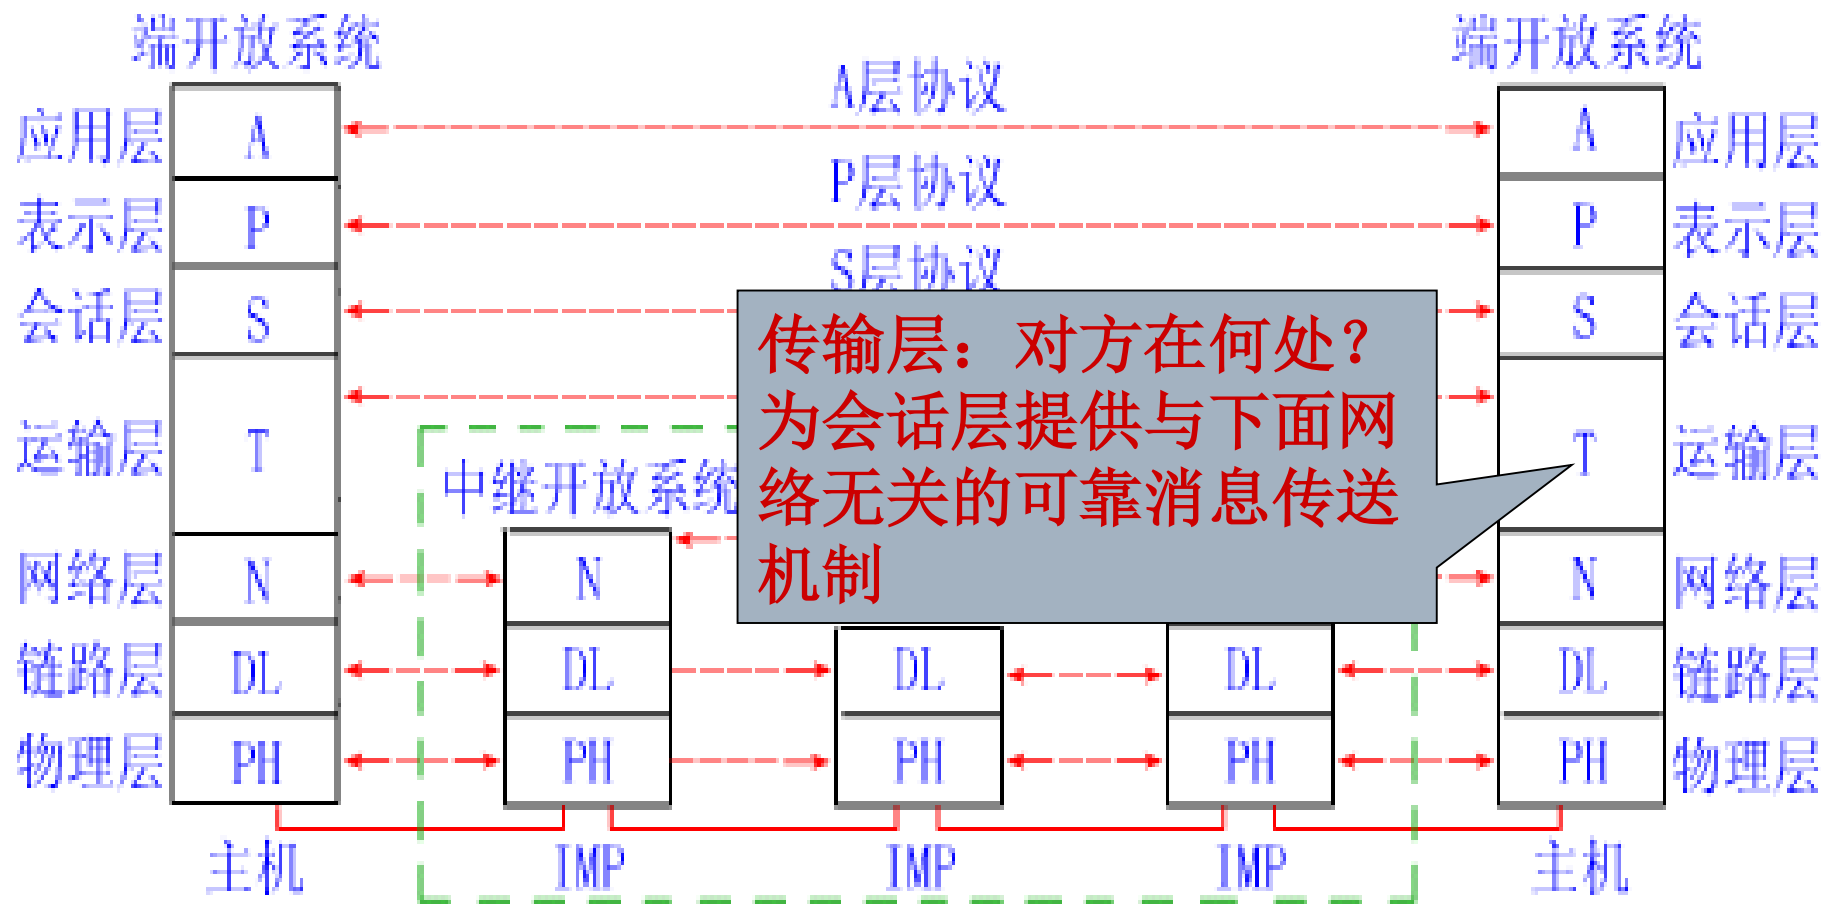 端开放系统 端开放系统
A层协议
应用层 A A 应用层
P层协议
表示层 P P 表示层
S层协议
会话层 S S 会话层
传输层：对方在何处？
为会话层提供与下面网
络无关的可靠消息传送
机制
运输层 T T 运输层
中继开放系统
网络层 N N N 网络层
链路层 DL DL DL DL DL 链路层
物理层 PH PH PH PH PH 物理层
主机 IMP IMP IMP 主机